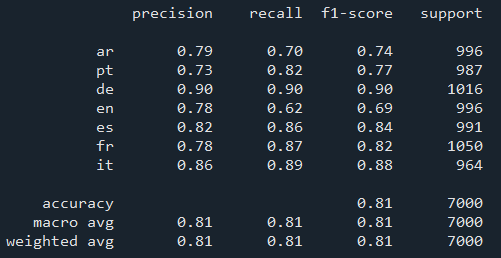 precision recall f1-score support
ar 0.79 0.70 0.74 996
pt 0.73 0.82 0.77 987
de 0.90 0.90 0.90 1016
en 0.78 0.62 0.69 996
es 0.82 0.86 0.84 991
fr 0.78 0.87 0.82 1050
it 0.86 0.89 0.88 964
accuracy 0.81 7000
macro avg 0.81 0.81 0.81 7000
weighted avg 0.81 0.81 0.81 7000